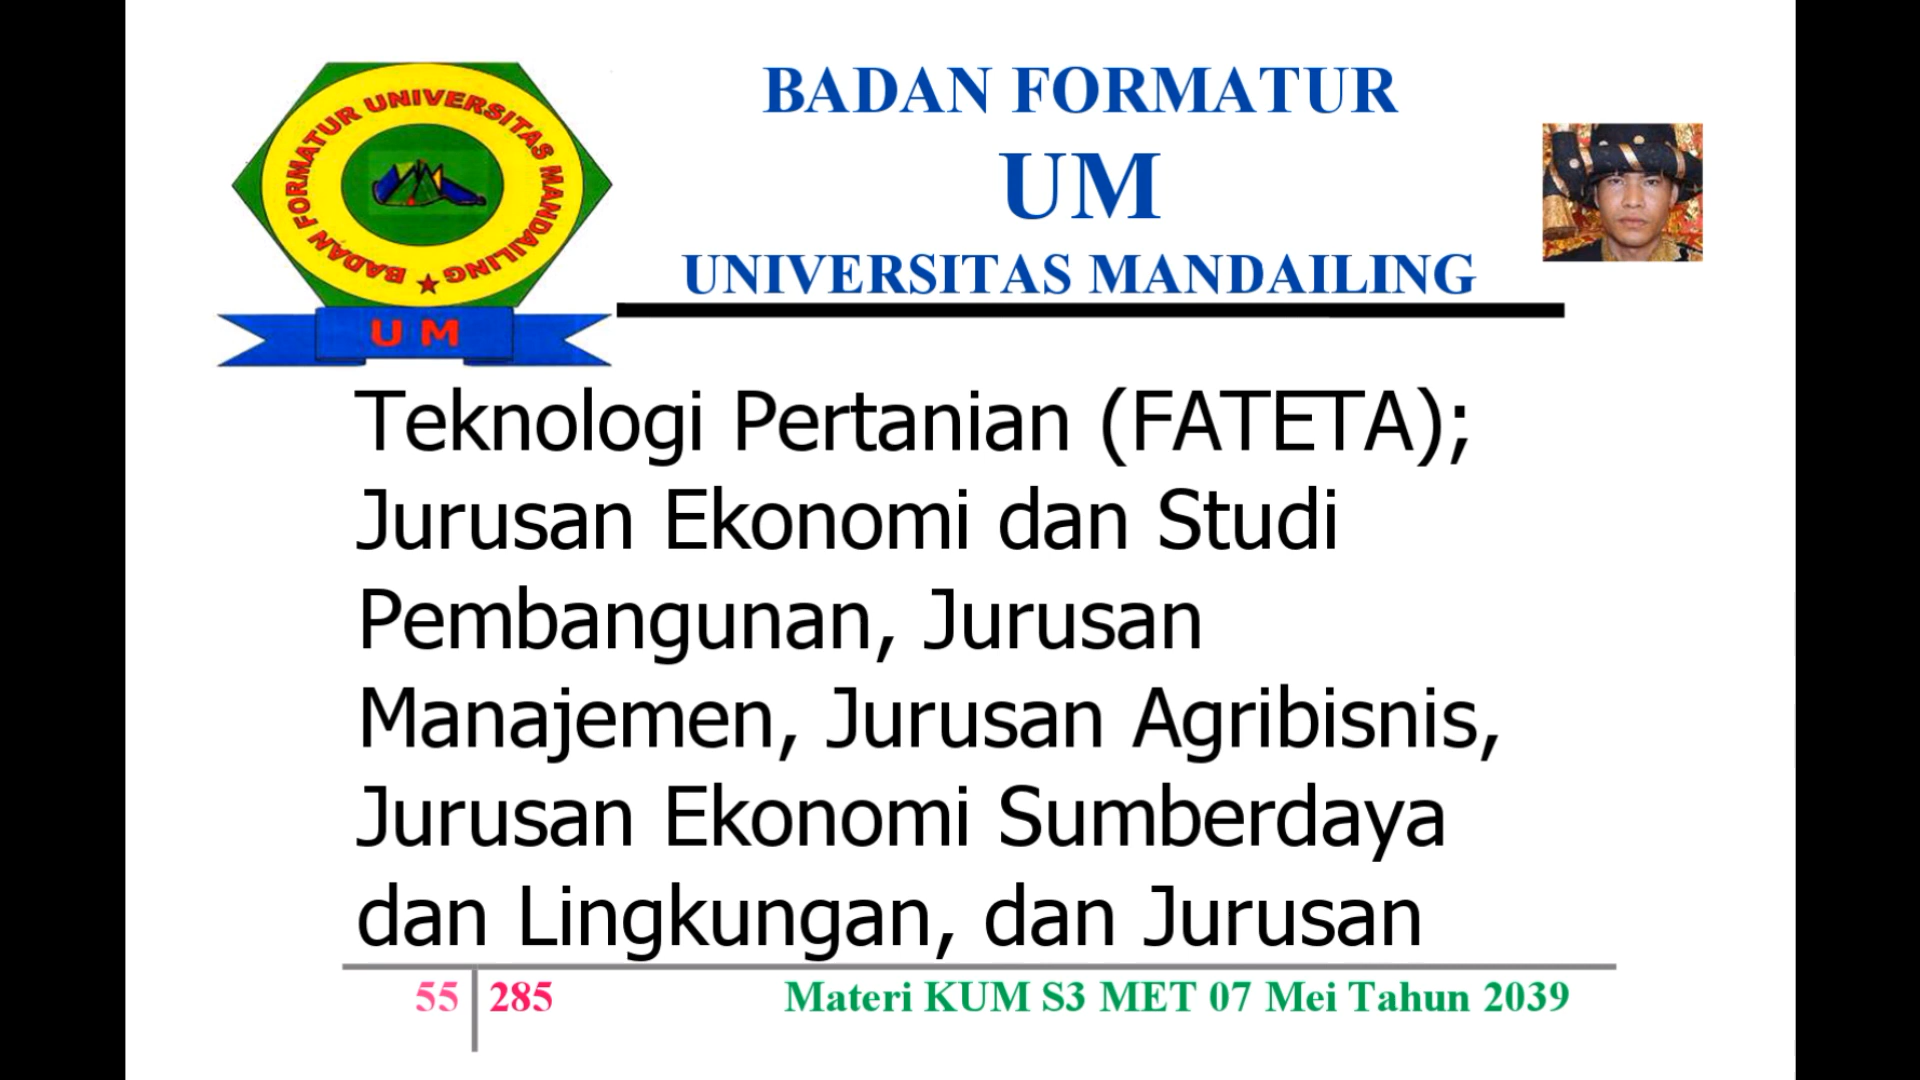 BADAN FORMATUR UNIVERSITAS MANDAILING
U M
BADAN FORMATUR
UM
UNIVERSITAS MANDAILING
Teknologi Pertanian (FATETA);
Jurusan Ekonomi dan Studi
Pembangunan, Jurusan
Manajemen, Jurusan Agribisnis,
Jurusan Ekonomi Sumberdaya
dan Lingkungan, dan Jurusan
55 285 Materi KUM S3 MET 07 Mei Tahun 2039